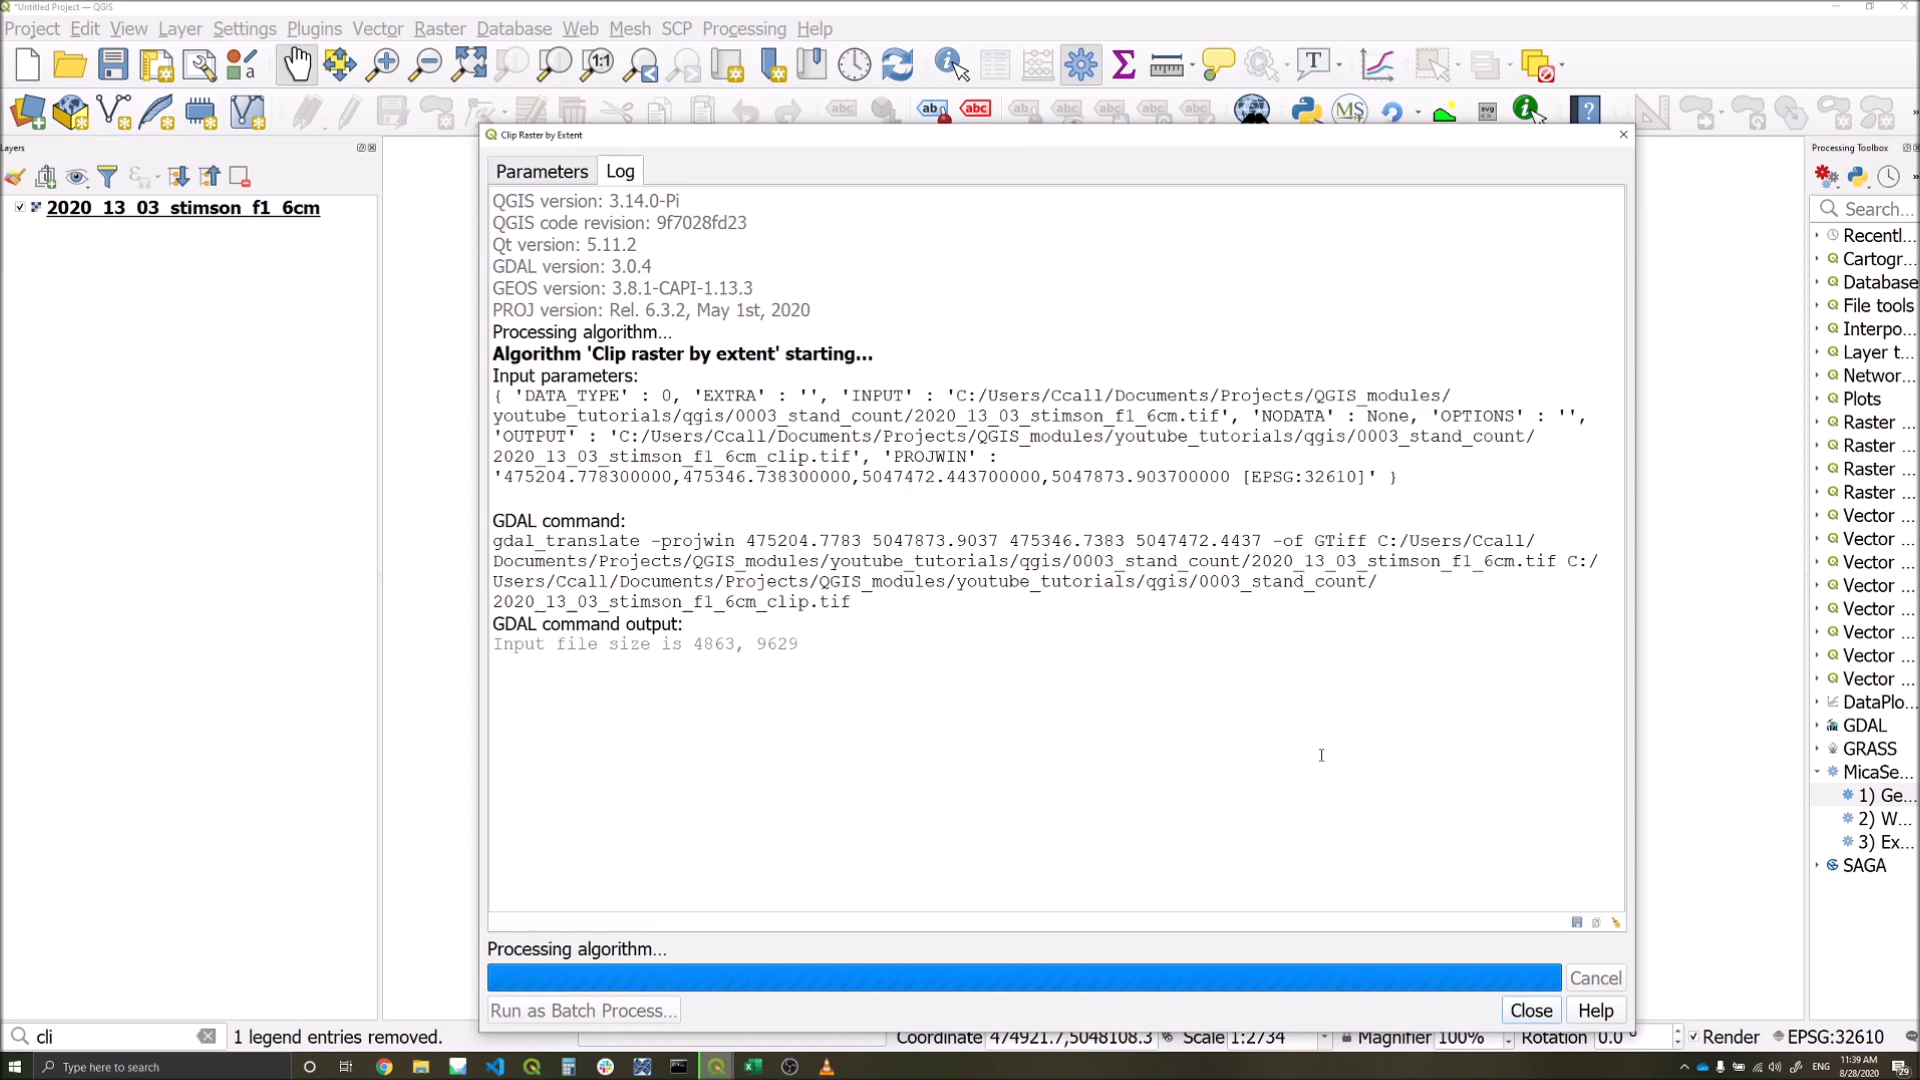 *Untitled Project — QGIS
Project Edit View Layer Settings Plugins Vector Raster Database Web Mesh SCP Processing Help
Clip Raster by Extent
Layers
Processing Toolbox
Parameters Log
2020_13_03_stimson_f1_6cm
QGIS version: 3.14.0-Pi
QGIS code revision: 9f7028fd23
Qt version: 5.11.2
GDAL version: 3.0.4
GEOS version: 3.8.1-CAPI-1.13.3
PROJ version: Rel. 6.3.2, May 1st, 2020
Processing algorithm…
Algorithm 'Clip raster by extent' starting…
Input parameters:
{ 'DATA_TYPE' : 0, 'EXTRA' : '', 'INPUT' : 'C:/Users/Ccall/Documents/Projects/QGIS_modules/
youtube_tutorials/qgis/0003_stand_count/2020_13_03_stimson_f1_6cm.tif', 'NODATA' : None, 'OPTIONS' : '',
'OUTPUT' : 'C:/Users/Ccall/Documents/Projects/QGIS_modules/youtube_tutorials/qgis/0003_stand_count/
2020_13_03_stimson_f1_6cm_clip.tif', 'PROJWIN' :
'475204.778300000,475346.738300000,5047472.443700000,5047873.903700000 [EPSG:32610]' }
GDAL command:
gdal_translate -projwin 475204.7783 5047873.9037 475346.7383 5047472.4437 -of GTiff C:/Users/Ccall/
Documents/Projects/QGIS_modules/youtube_tutorials/qgis/0003_stand_count/2020_13_03_stimson_f1_6cm.tif C:/
Users/Ccall/Documents/Projects/QGIS_modules/youtube_tutorials/qgis/0003_stand_count/
2020_13_03_stimson_f1_6cm_clip.tif
GDAL command output:
Input file size is 4863, 9629
Search…
Recentl…
Cartogr…
Database
File tools
Interpo…
Layer t…
Networ…
Plots
Raster …
Raster …
Raster …
Raster …
Vector …
Vector …
Vector …
Vector …
Vector …
Vector …
Vector …
Vector …
DataPlo…
GDAL
GRASS
MicaSe…
1) Ge…
2) W…
3) Ex…
SAGA
Processing algorithm…
Cancel
Run as Batch Process… Close Help
cli 1 legend entries removed. Coordinate 474921.7,5048108.3 Scale 1:2734 Magnifier 100% Rotation 0.0 ° Render EPSG:32610
Type here to search ENG 11:39 AM
8/28/2020